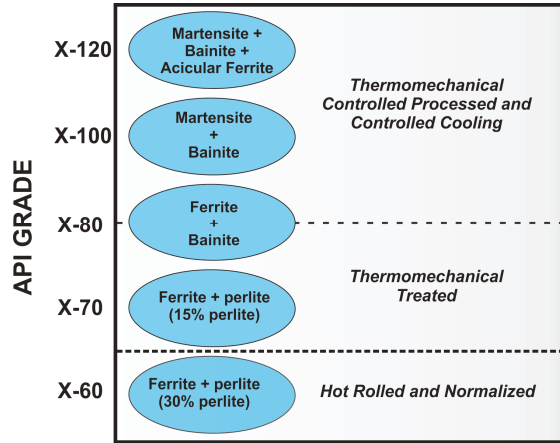 API GRADE
X-120
Martensite +
Bainite +
Acicular Ferrite
Thermomechanical
Controlled Processed and
Controlled Cooling
X-100
Martensite
+
Bainite
X-80
Ferrite
+
Bainite
Thermomechanical
Treated
X-70
Ferrite + perlite
(15% perlite)
X-60
Ferrite + perlite
(30% perlite)
Hot Rolled and Normalized